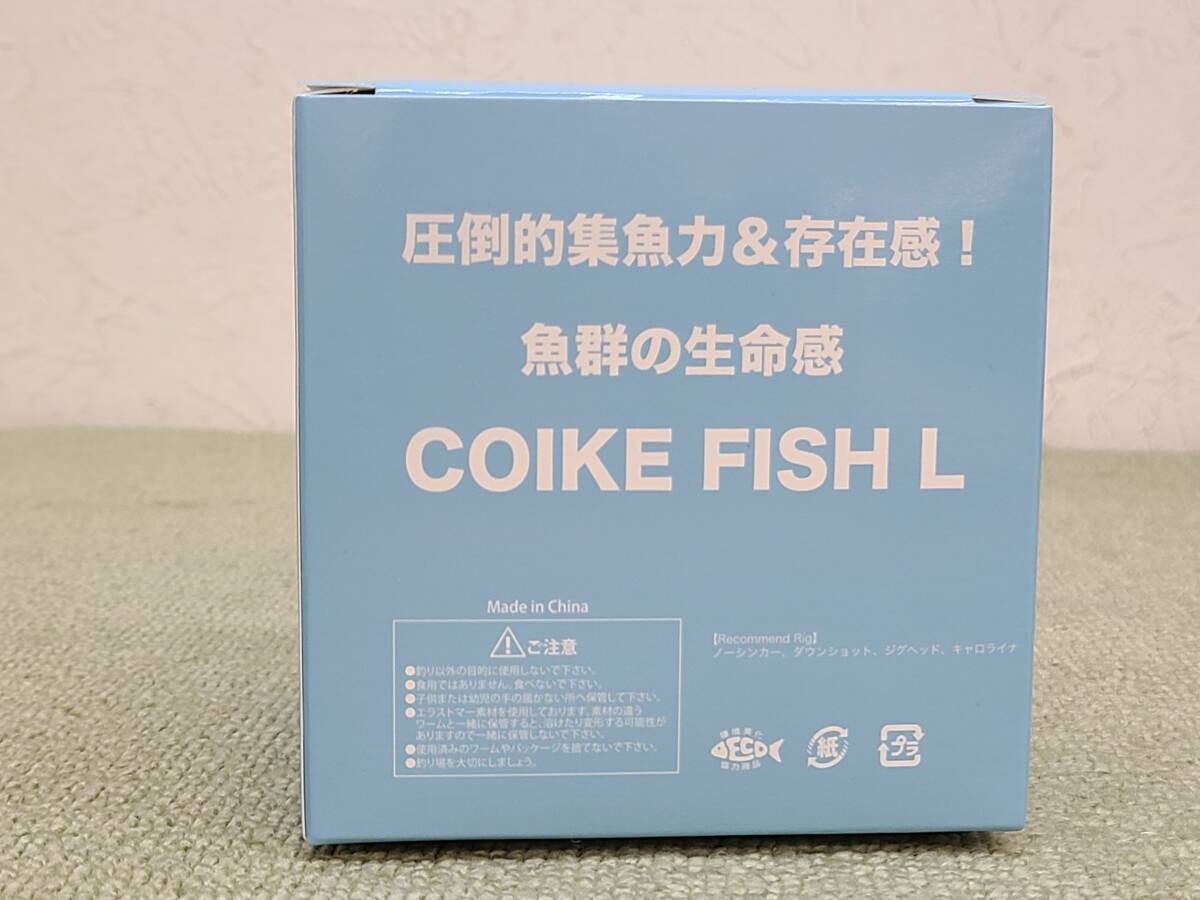 圧倒的集魚力&存在感！
魚群の生命感
COIKE FISH L
Made in China
ご注意
●釣り以外の目的に使用しないで下さい。
●食用ではありません。食べないで下さい。
●子供または幼児の手の届かない所へ保管して下さい。
●エラストマー素材を使用しております。素材の違う
ワームと一緒に保管すると、溶けたり変形する可能性が
ありますので一緒に保管しないで下さい。
●使用済みのワームやパッケージを捨てないで下さい。
●釣り場を大切にしましょう。
【Recommend Rig】
ノーシンカー、ダウンショット、ジグヘッド、キャロライナ
環境美化
ECO
協力商品
紙
プラ